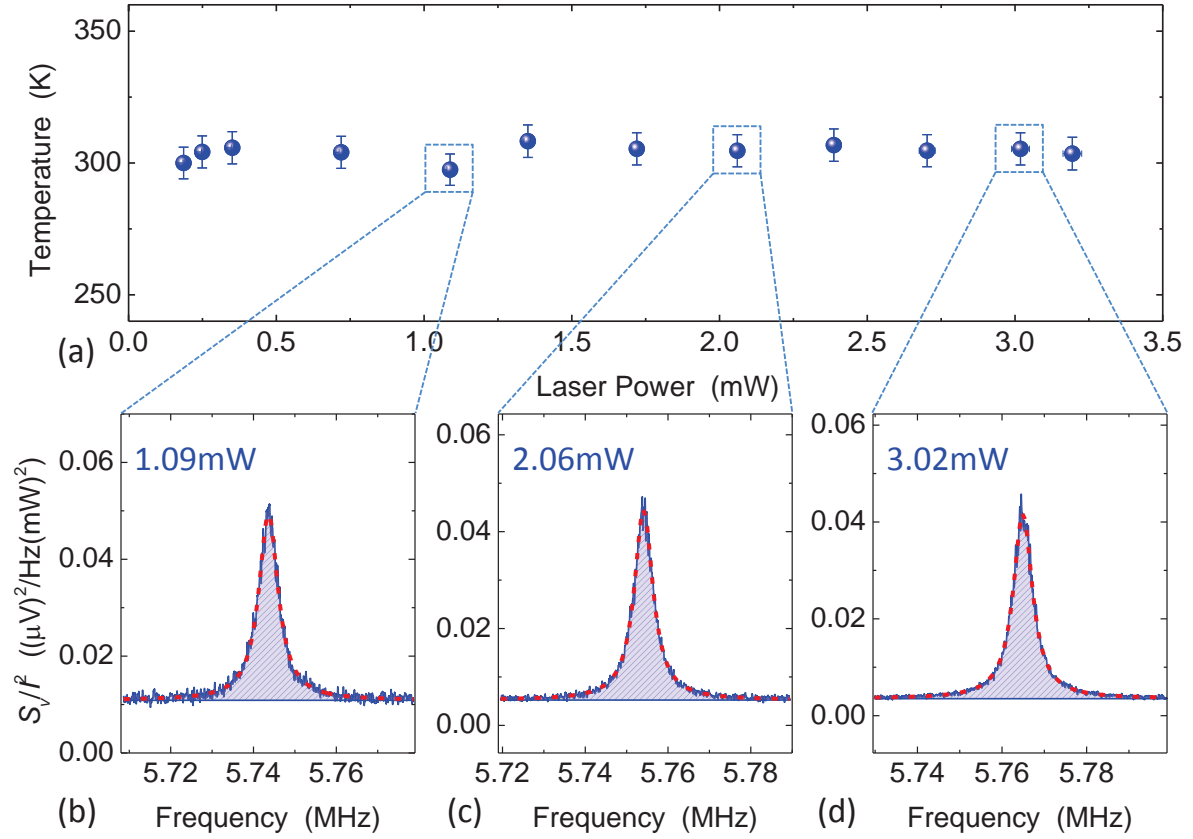 350
300
250
Temperature (K)
0.0 0.5 1.0 1.5 2.0 2.5 3.0 3.5
(a)
Laser Power (mW)
1.09mW
2.06mW
3.02mW
0.06
0.04
0.02
0.00
S_V/I² ((μV)²/Hz(mW)²)
0.06
0.04
0.02
0.00
0.06
0.04
0.02
0.00
5.72 5.74 5.76
5.72 5.74 5.76 5.78
5.74 5.76 5.78
(b) Frequency (MHz)
(c) Frequency (MHz)
(d) Frequency (MHz)